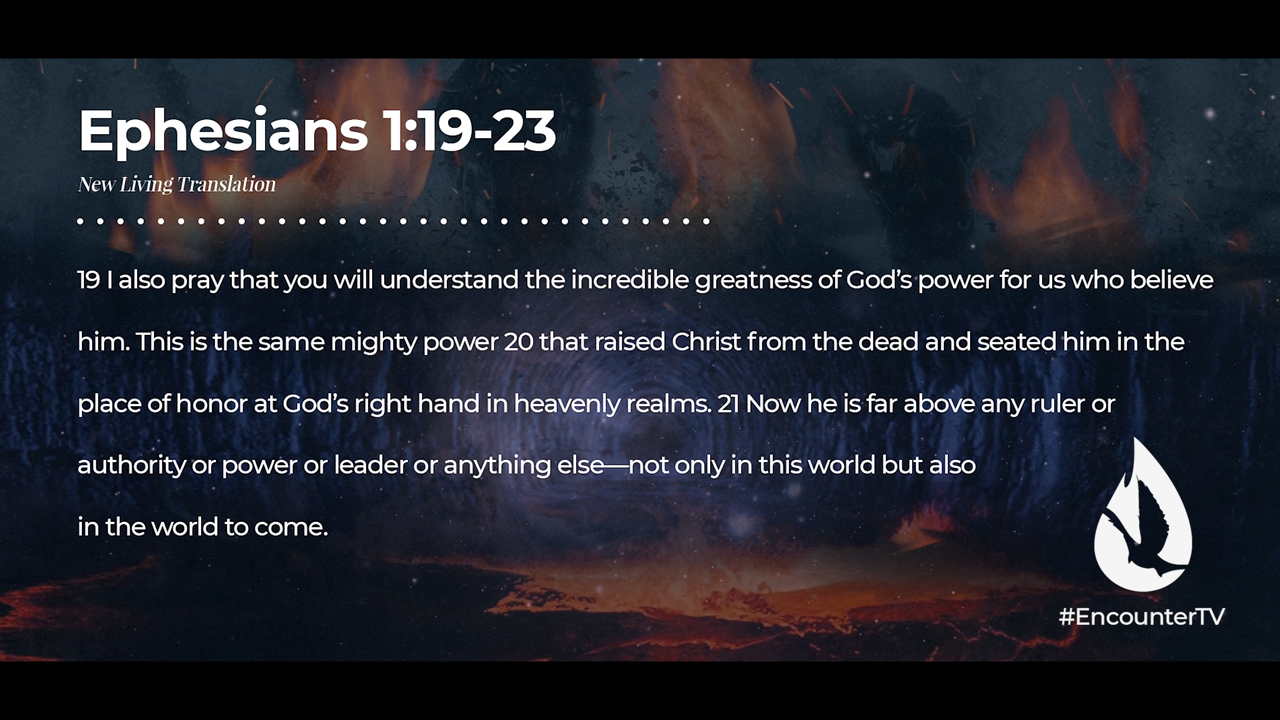 Ephesians 1:19-23
New Living Translation
19 I also pray that you will understand the incredible greatness of God’s power for us who believe
him. This is the same mighty power 20 that raised Christ from the dead and seated him in the
place of honor at God’s right hand in heavenly realms. 21 Now he is far above any ruler or
authority or power or leader or anything else—not only in this world but also
in the world to come.
#EncounterTV